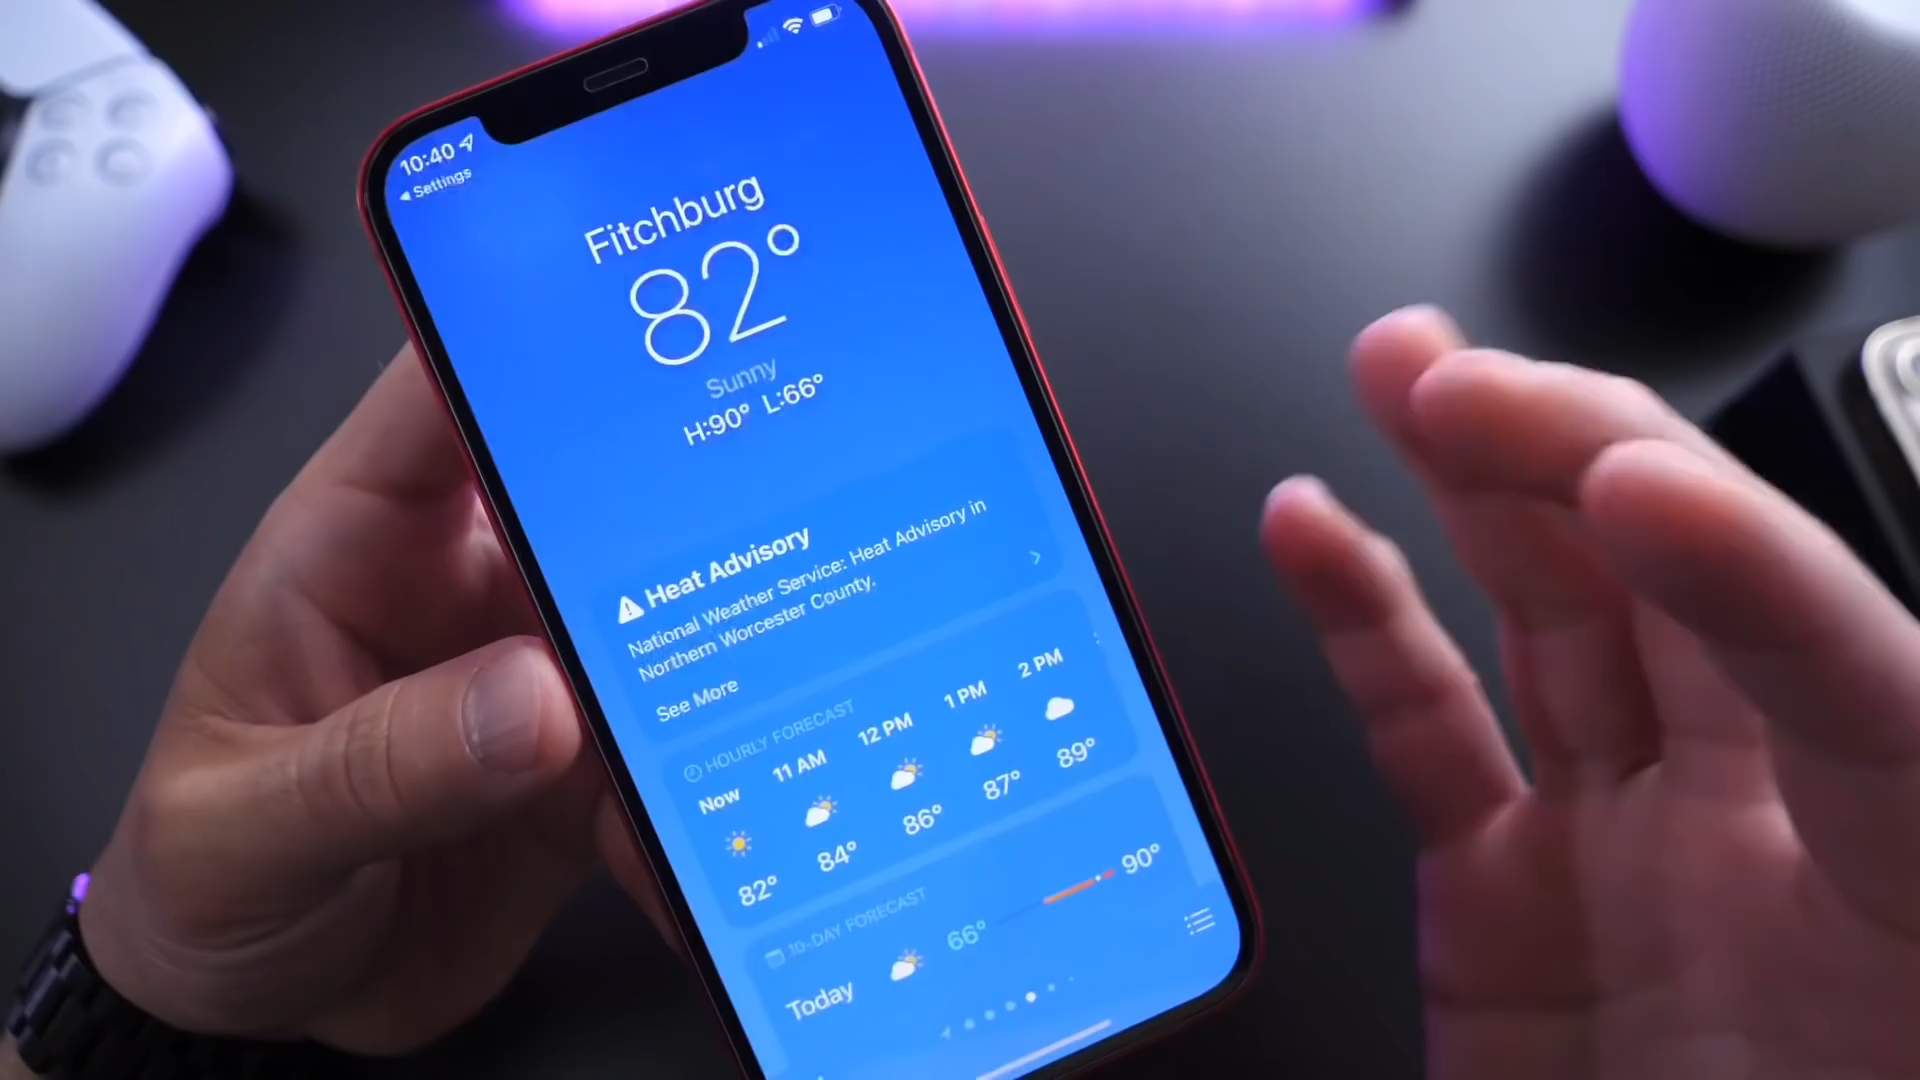 10:40
Settings
Fitchburg
82°
Sunny
H:90° L:66°
Heat Advisory
National Weather Service: Heat Advisory in
Northern Worcester County.
See More
HOURLY FORECAST
Now 11 AM 12 PM 1 PM 2 PM
82° 84° 86° 87° 89°
10-DAY FORECAST
Today 66° 90°